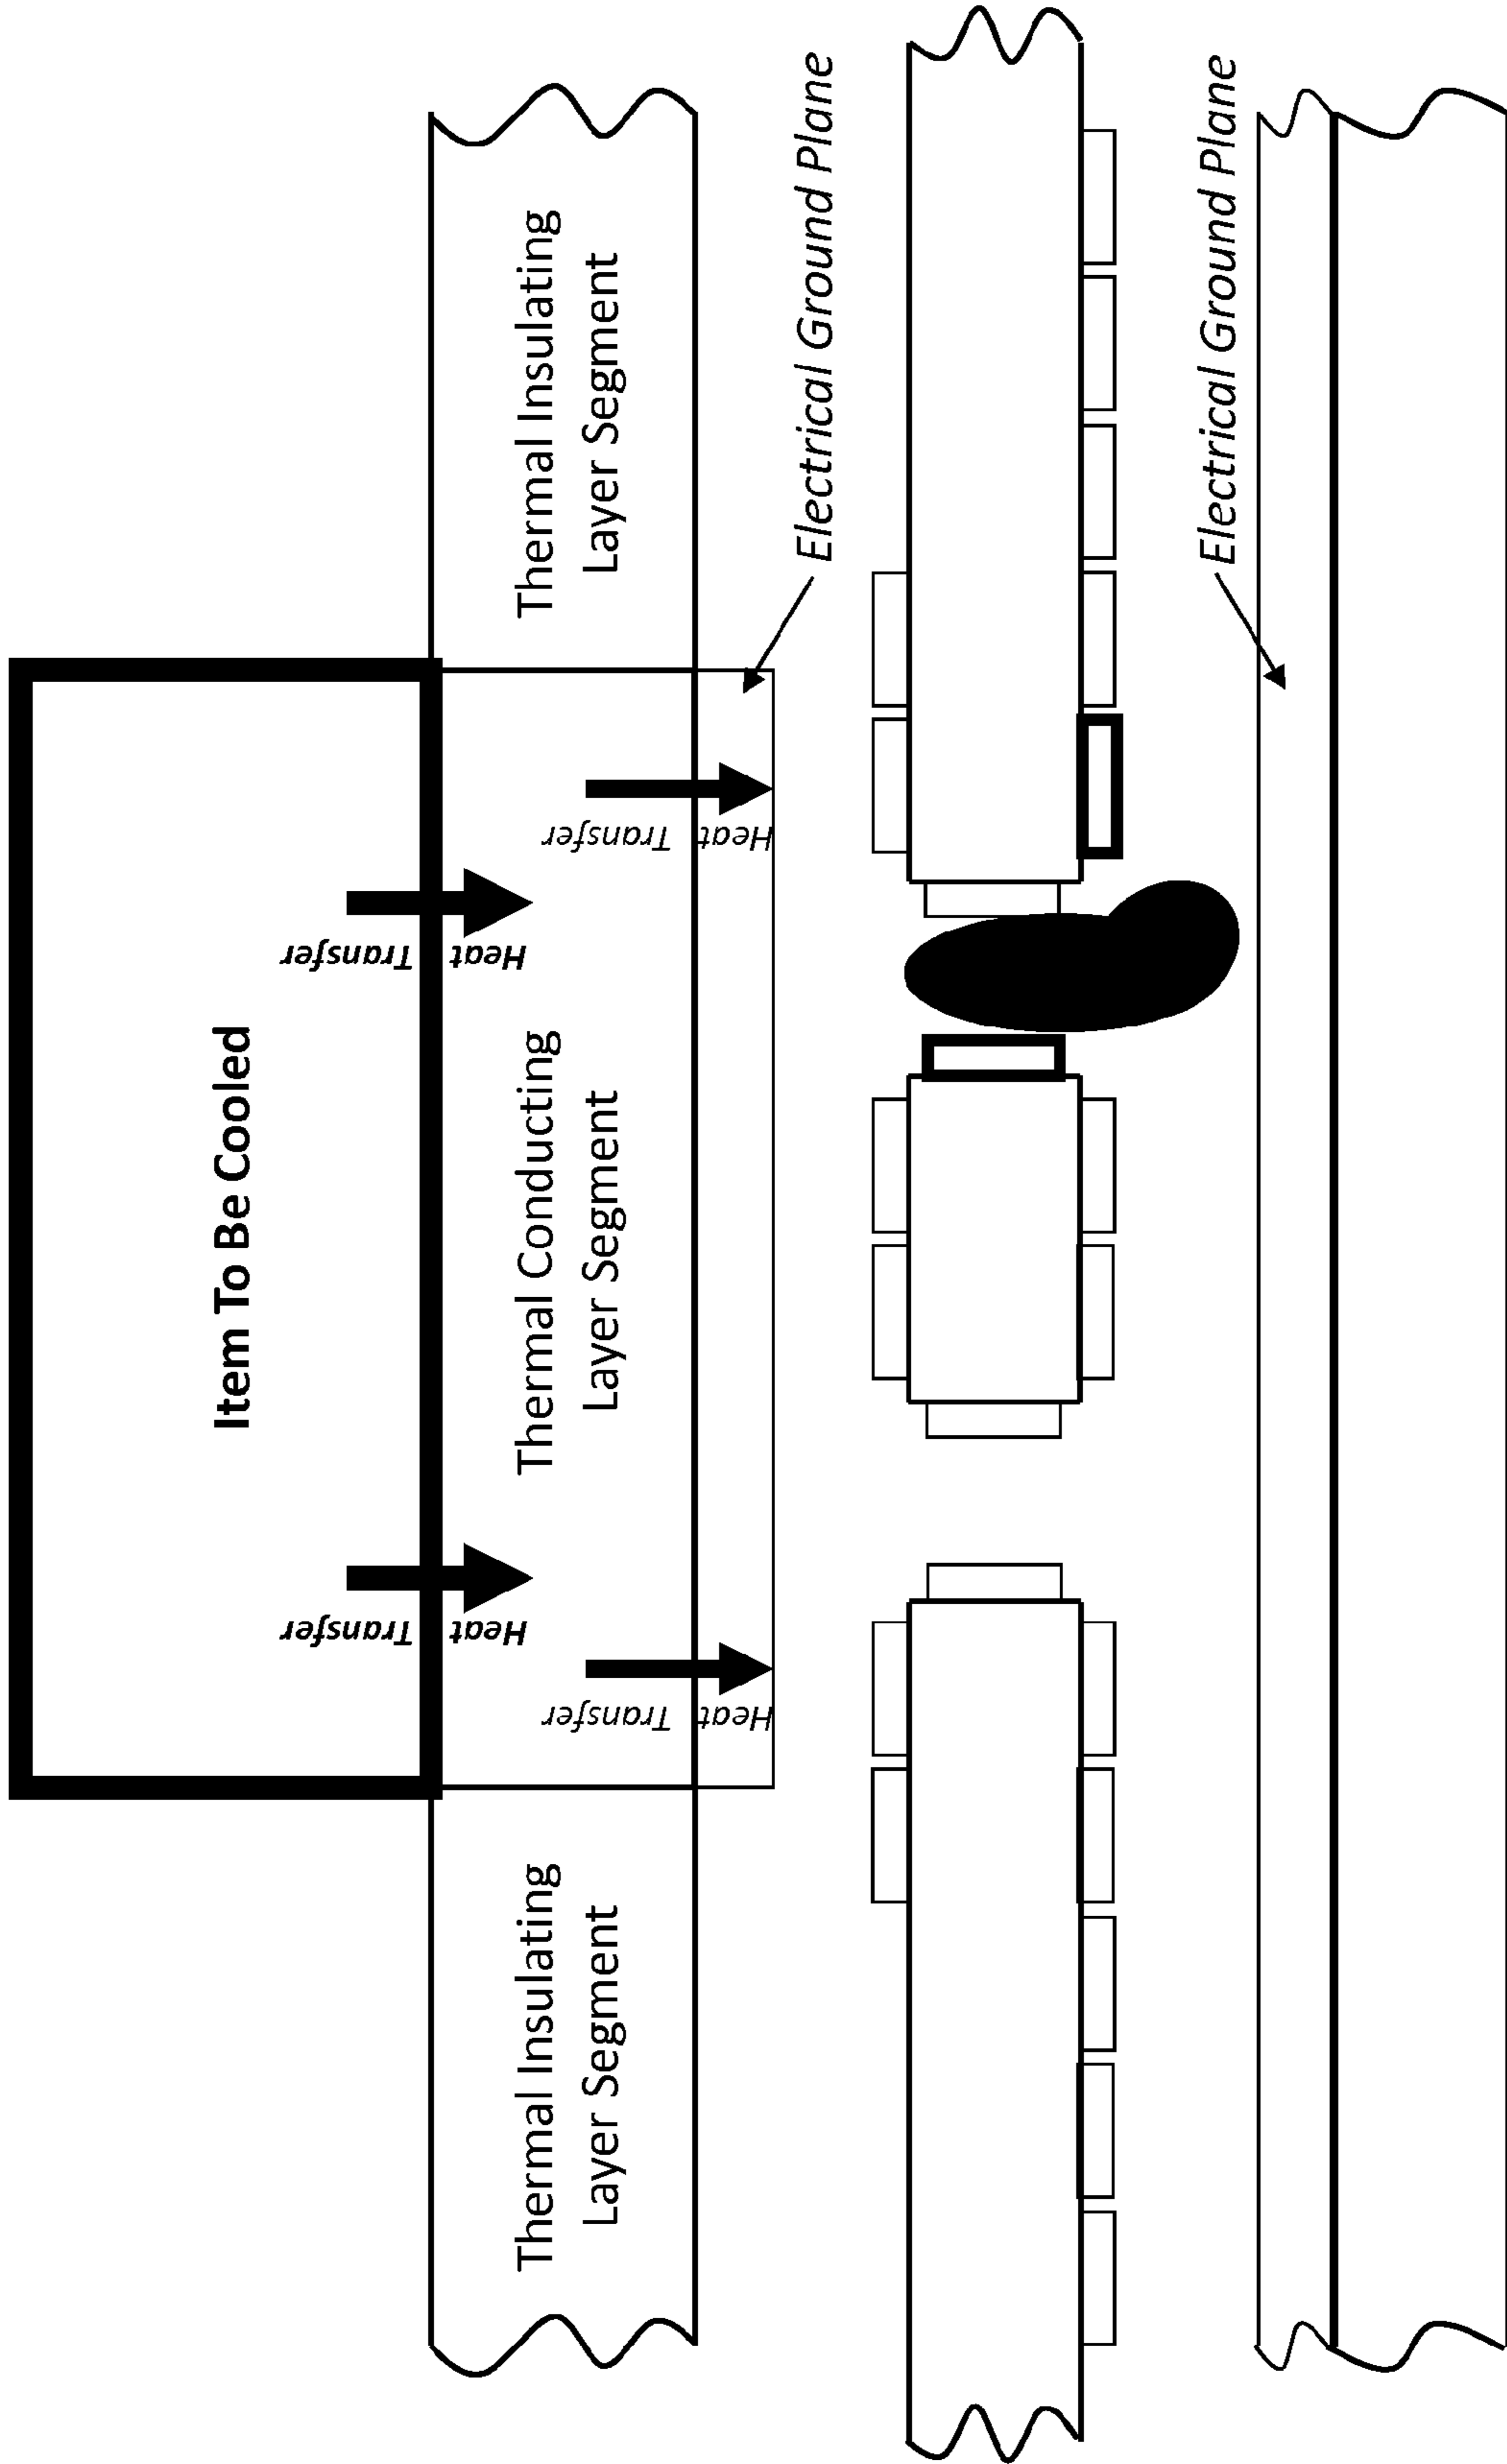 Item To Be Cooled
Heat Transfer
Heat Transfer
Thermal Insulating
Layer Segment
Thermal Conducting
Layer Segment
Thermal Insulating
Layer Segment
Heat Transfer
Heat Transfer
Electrical Ground Plane
Electrical Ground Plane